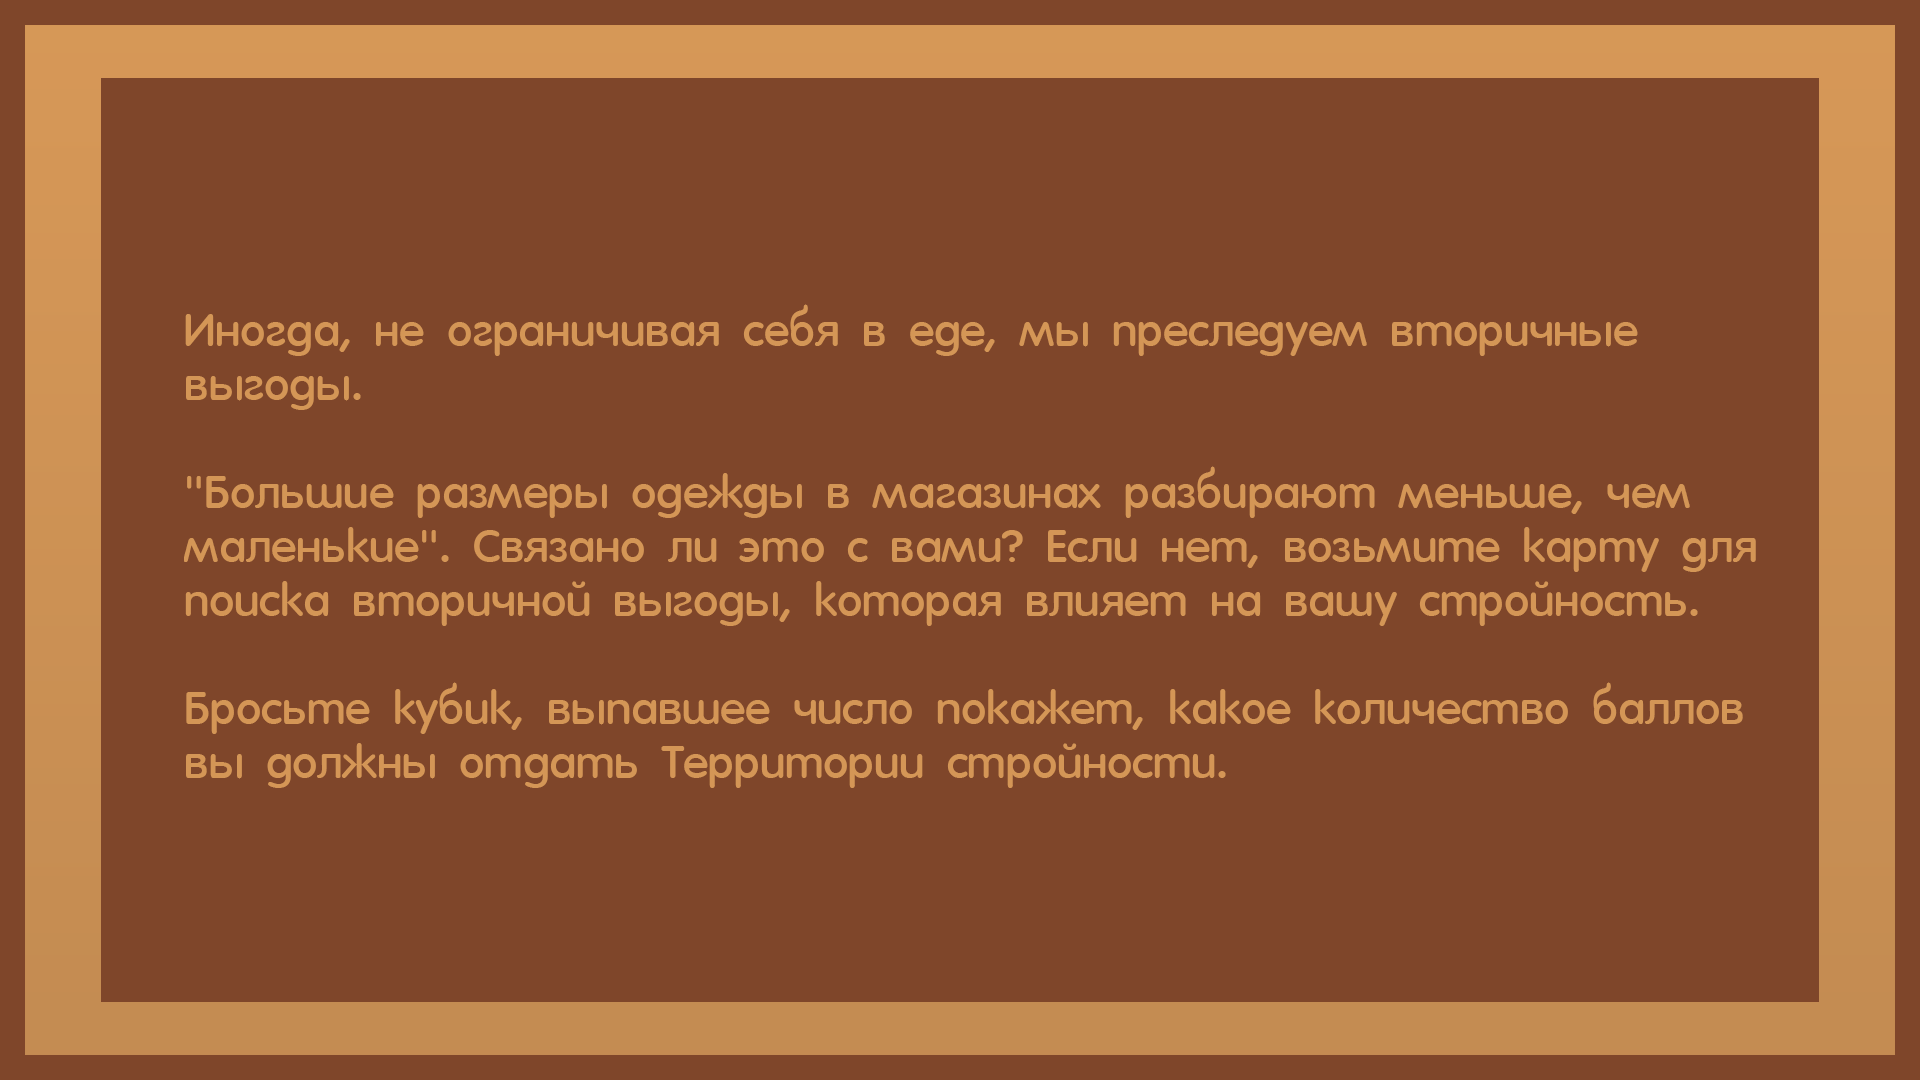 Иногда, не ограничивая себя в еде, мы преследуем вторичные
выгоды.
"Большие размеры одежды в магазинах разбирают меньше, чем
маленькие". Связано ли это с вами? Если нет, возьмите карту для
поиска вторичной выгоды, которая влияет на вашу стройность.
Бросьте кубик, выпавшее число покажет, какое количество баллов
вы должны отдать Территории стройности.